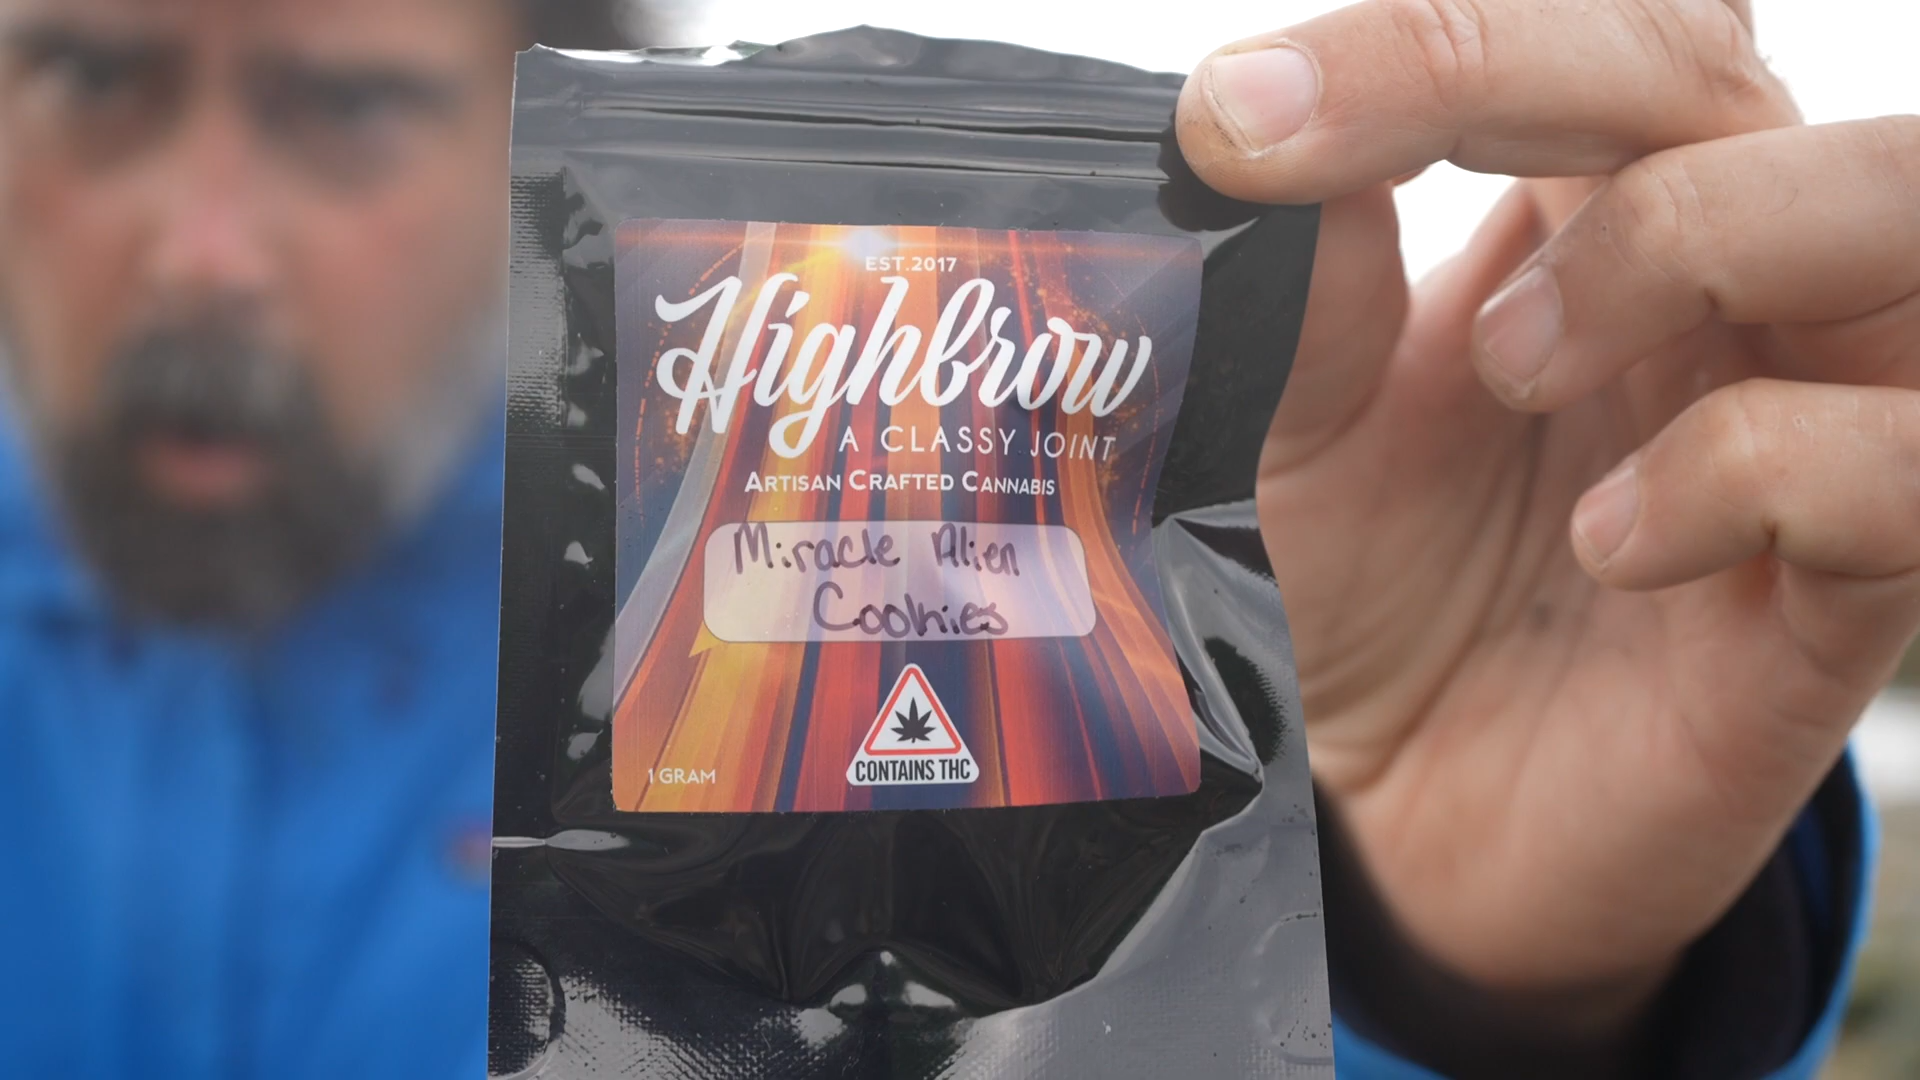 EST.2017
Highbrow
A CLASSY JOINT
ARTISAN CRAFTED CANNABIS
Miracle Alien
Cookies
CONTAINS THC
1 GRAM